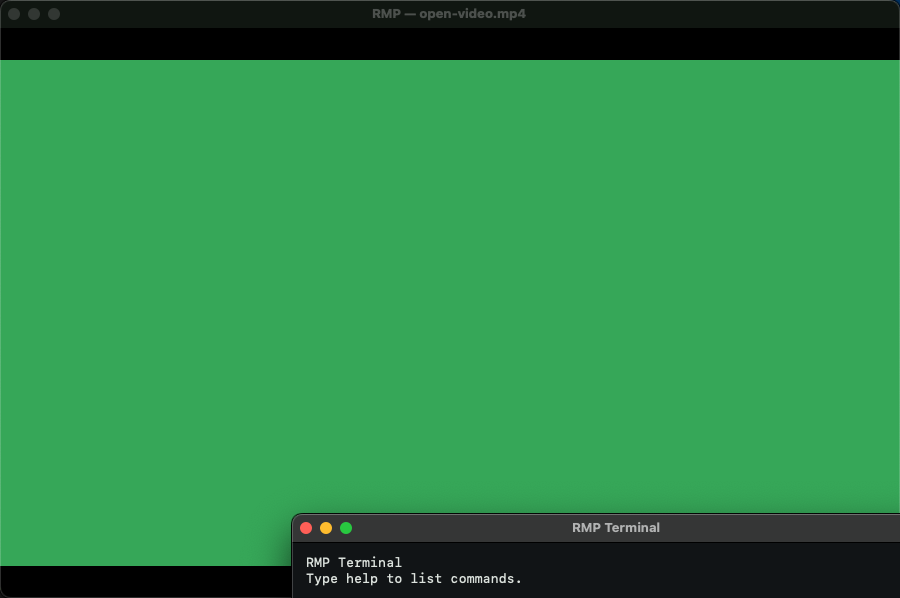 RMP — open-video.mp4
RMP Terminal
RMP Terminal
Type help to list commands.